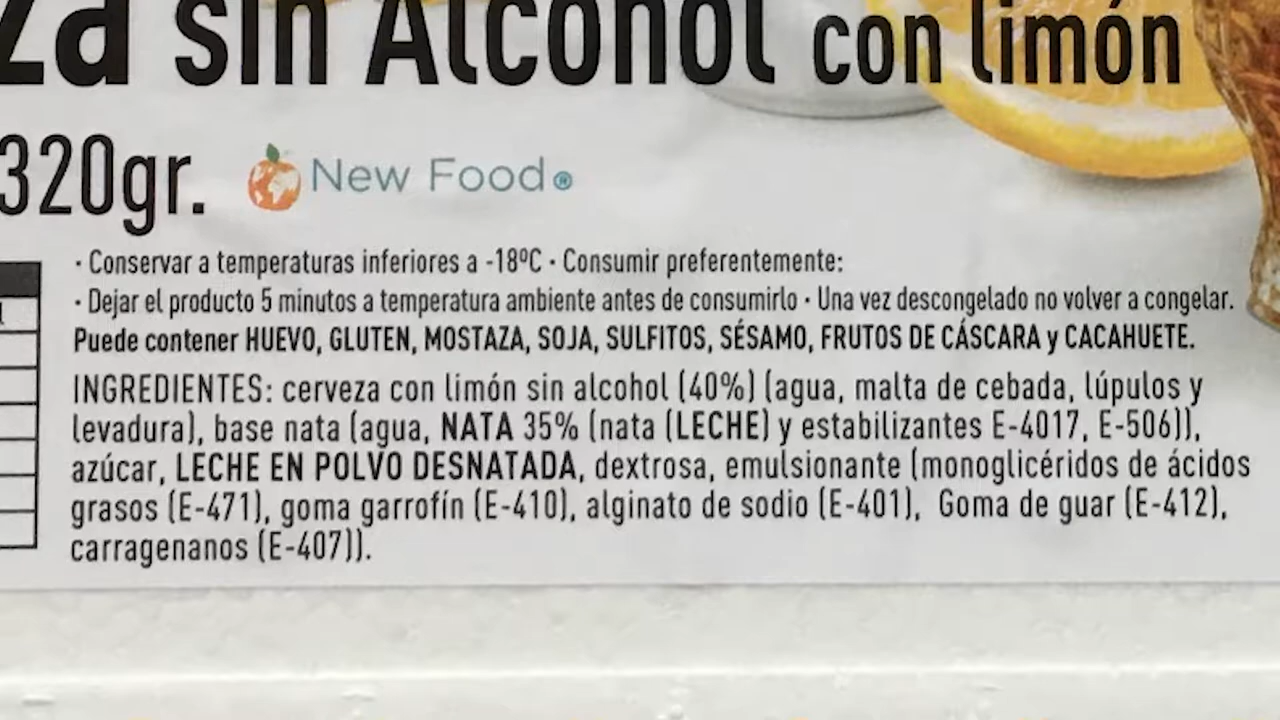 za sin Alcohol con limón
320gr.
New Food®
· Conservar a temperaturas inferiores a -18ºC · Consumir preferentemente:
· Dejar el producto 5 minutos a temperatura ambiente antes de consumirlo · Una vez descongelado no volver a congelar.
Puede contener HUEVO, GLUTEN, MOSTAZA, SOJA, SULFITOS, SÉSAMO, FRUTOS DE CÁSCARA y CACAHUETE.
INGREDIENTES: cerveza con limón sin alcohol (40%) (agua, malta de cebada, lúpulos y
levadura), base nata (agua, NATA 35% (nata (LECHE) y estabilizantes E-4017, E-506)),
azúcar, LECHE EN POLVO DESNATADA, dextrosa, emulsionante (monoglicéridos de ácidos
grasos (E-471), goma garrofín (E-410), alginato de sodio (E-401), Goma de guar (E-412),
carragenanos (E-407)).